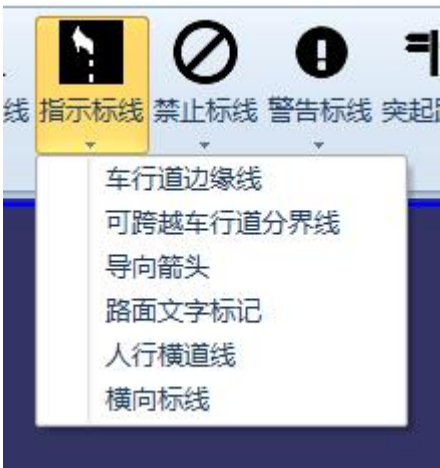 线 指示标线 禁止标线 警告标线 突起
车行道边缘线
可跨越车行道分界线
导向箭头
路面文字标记
人行横道线
横向标线